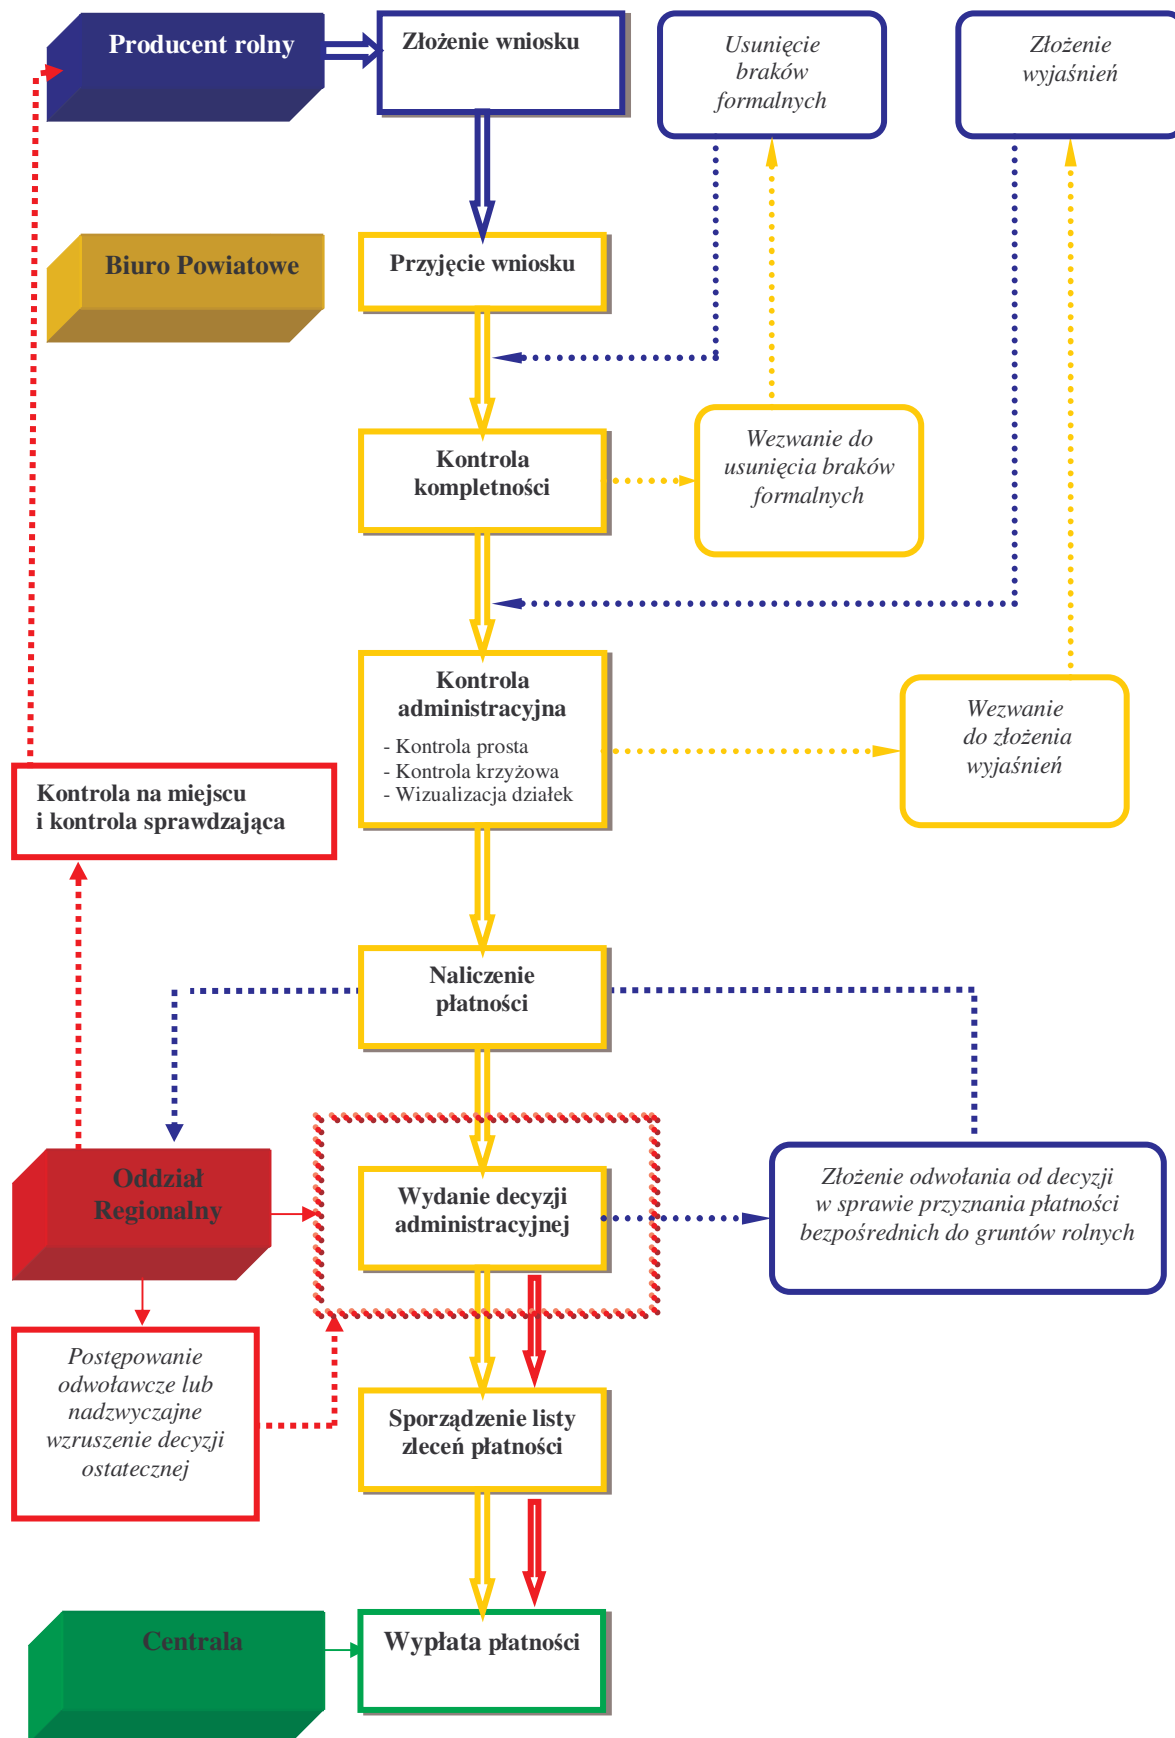 Producent rolny
Złożenie wniosku
Usunięcie
braków
formalnych
Złożenie
wyjaśnień
Biuro Powiatowe
Przyjęcie wniosku
Kontrola
kompletności
Wezwanie do
usunięcia braków
formalnych
Kontrola
administracyjna
- Kontrola prosta
- Kontrola krzyżowa
- Wizualizacja działek
Wezwanie
do złożenia
wyjaśnień
Kontrola na miejscu
i kontrola sprawdzająca
Naliczenie
płatności
Oddział
Regionalny
Wydanie decyzji
administracyjnej
Złożenie odwołania od decyzji
w sprawie przyznania płatności
bezpośrednich do gruntów rolnych
Postępowanie
odwoławcze lub
nadzwyczajne
wzruszenie decyzji
ostatecznej
Sporządzenie listy
zleceń płatności
Centrala
Wypłata płatności